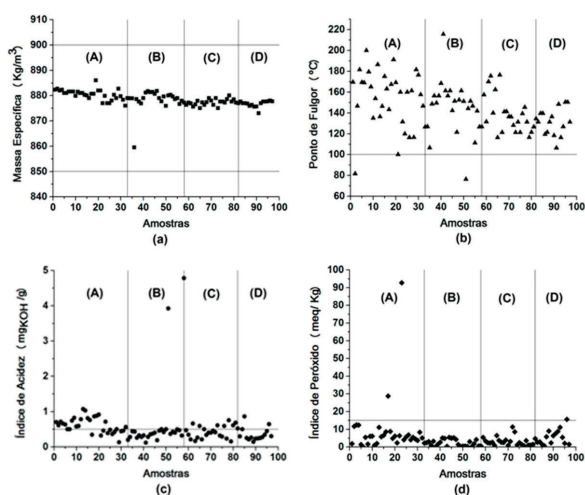 910
900
890
880
870
860
850
840
Massa Específica (Kg/m³)
(A)
(B)
(C)
(D)
0 10 20 30 40 50 60 70 80 90 100
Amostras
(a)
220
200
180
160
140
120
100
80
60
Ponto de Fulgor (°C)
(A)
(B)
(C)
(D)
0 10 20 30 40 50 60 70 80 90 100
Amostras
(b)
5
4
3
2
1
0
Índice de Acidez (mgKOH/g)
(A)
(B)
(C)
(D)
0 10 20 30 40 50 60 70 80 90 100
Amostras
(c)
100
90
80
70
60
50
40
30
20
10
0
Índice de Peróxido (meq/ Kg)
(A)
(B)
(C)
(D)
0 10 20 30 40 50 60 70 80 90 100
Amostras
(d)